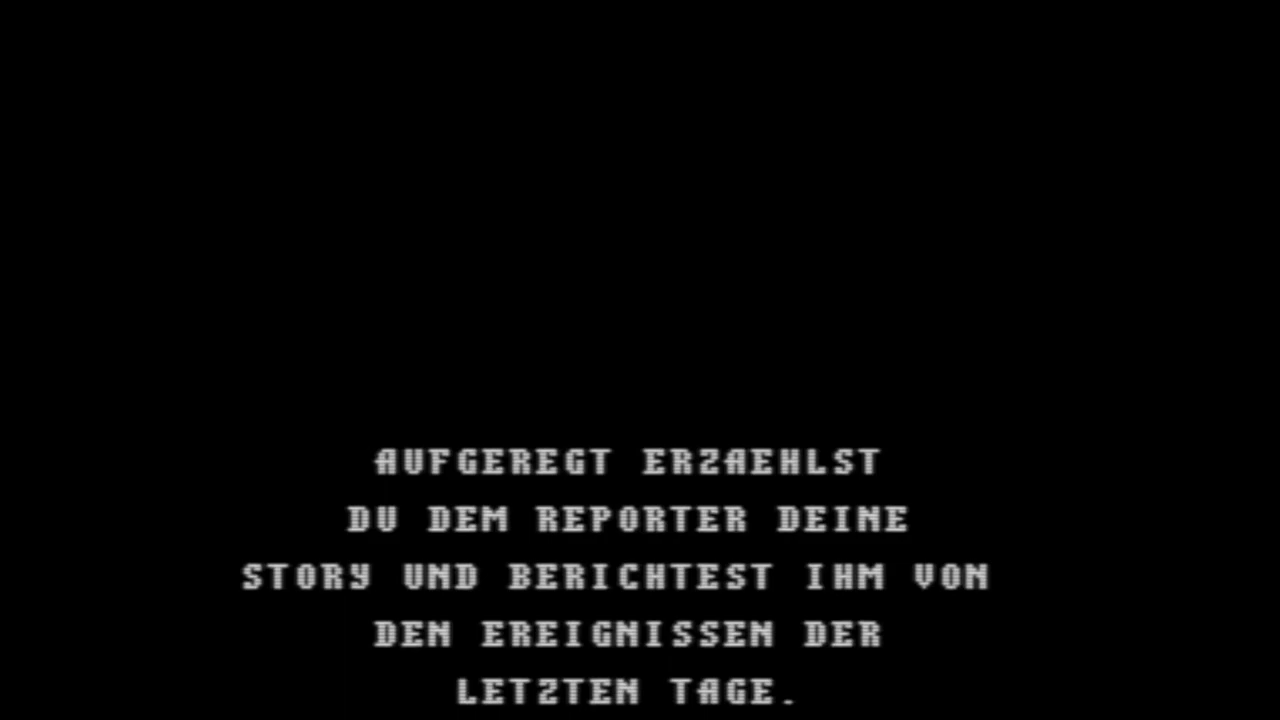 AUFGEREGT ERZAEHLST
DU DEM REPORTER DEINE
STORY UND BERICHTEST IHM VON
DEN EREIGNISSEN DER
LETZTEN TAGE.